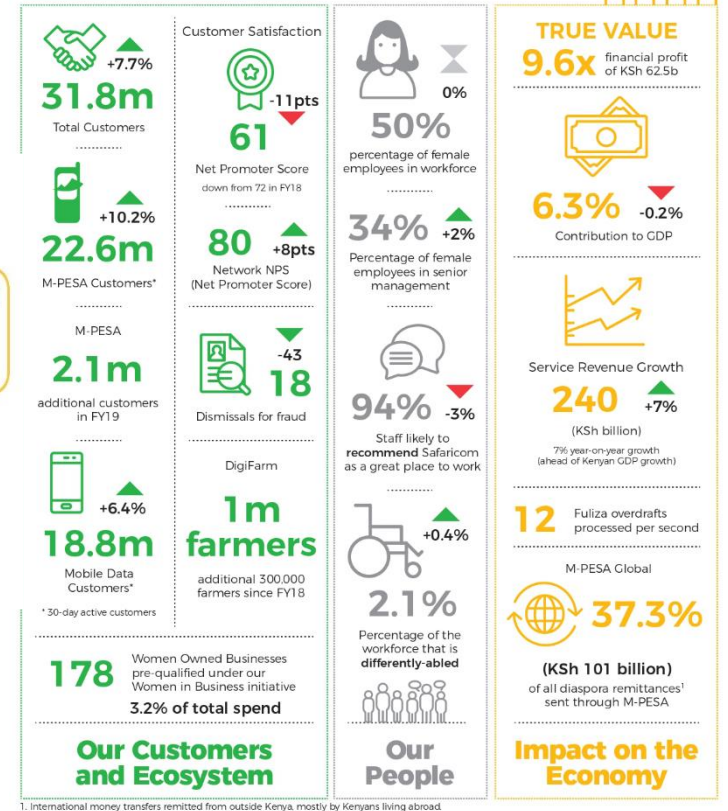 +7.7%
31.8m
Total Customers
+10.2%
22.6m
M-PESA Customers*
M-PESA
2.1m
additional customers
in FY19
+6.4%
18.8m
Mobile Data
Customers*
* 30-day active customers
Customer Satisfaction
-11pts
61
Net Promoter Score
down from 72 in FY18
80
+8pts
Network NPS
(Net Promoter Score)
-43
18
Dismissals for fraud
DigiFarm
1m
farmers
additional 300,000
farmers since FY18
178
Women Owned Businesses
pre-qualified under our
Women in Business initiative
3.2% of total spend
Our Customers
and Ecosystem
0%
50%
percentage of female
employees in workforce
34% +2%
Percentage of female
employees in senior
management
94% -3%
Staff likely to
recommend Safaricom
as a great place to work
+0.4%
2.1%
Percentage of the
workforce that is
differently-abled
Our
People
TRUE VALUE
9.6x
financial profit
of KSh 62.5b
6.3% -0.2%
Contribution to GDP
Service Revenue Growth
240 +7%
(KSh billion)
7% year-on-year growth
(ahead of Kenyan GDP growth)
12
Fuliza overdrafts
processed per second
M-PESA Global
37.3%
(KSh 101 billion)
of all diaspora remittances¹
sent through M-PESA
Impact on the
Economy
1. International money transfers remitted from outside Kenya, mostly by Kenyans living abroad.